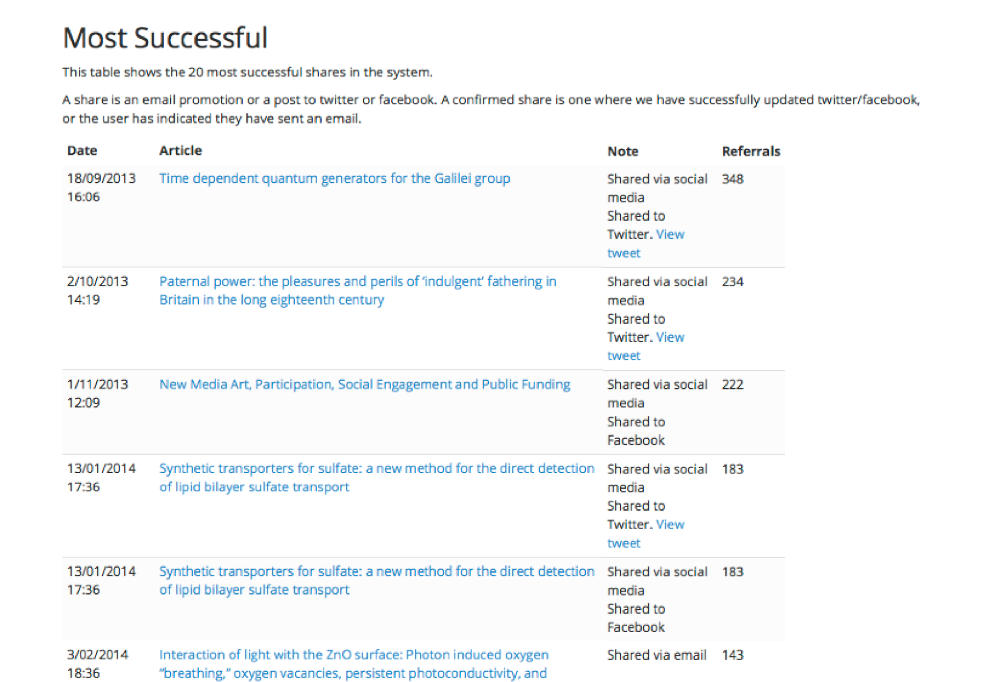 Most Successful
This table shows the 20 most successful shares in the system.
A share is an email promotion or a post to twitter or facebook. A confirmed share is one where we have successfully updated twitter/facebook,
or the user has indicated they have sent an email.
Date Article Note Referrals
18/09/2013 Time dependent quantum generators for the Galilei group Shared via social 348
16:06 media
Shared to
Twitter. View
tweet
2/10/2013 Paternal power: the pleasures and perils of ‘indulgent’ fathering in Shared via social 234
14:19 Britain in the long eighteenth century media
Shared to
Twitter. View
tweet
1/11/2013 New Media Art, Participation, Social Engagement and Public Funding Shared via social 222
12:09 media
Shared to
Facebook
13/01/2014 Synthetic transporters for sulfate: a new method for the direct detection Shared via social 183
17:36 of lipid bilayer sulfate transport media
Shared to
Twitter. View
tweet
13/01/2014 Synthetic transporters for sulfate: a new method for the direct detection Shared via social 183
17:36 of lipid bilayer sulfate transport media
Shared to
Facebook
3/02/2014 Interaction of light with the ZnO surface: Photon induced oxygen Shared via email 143
18:36 “breathing,” oxygen vacancies, persistent photoconductivity, and